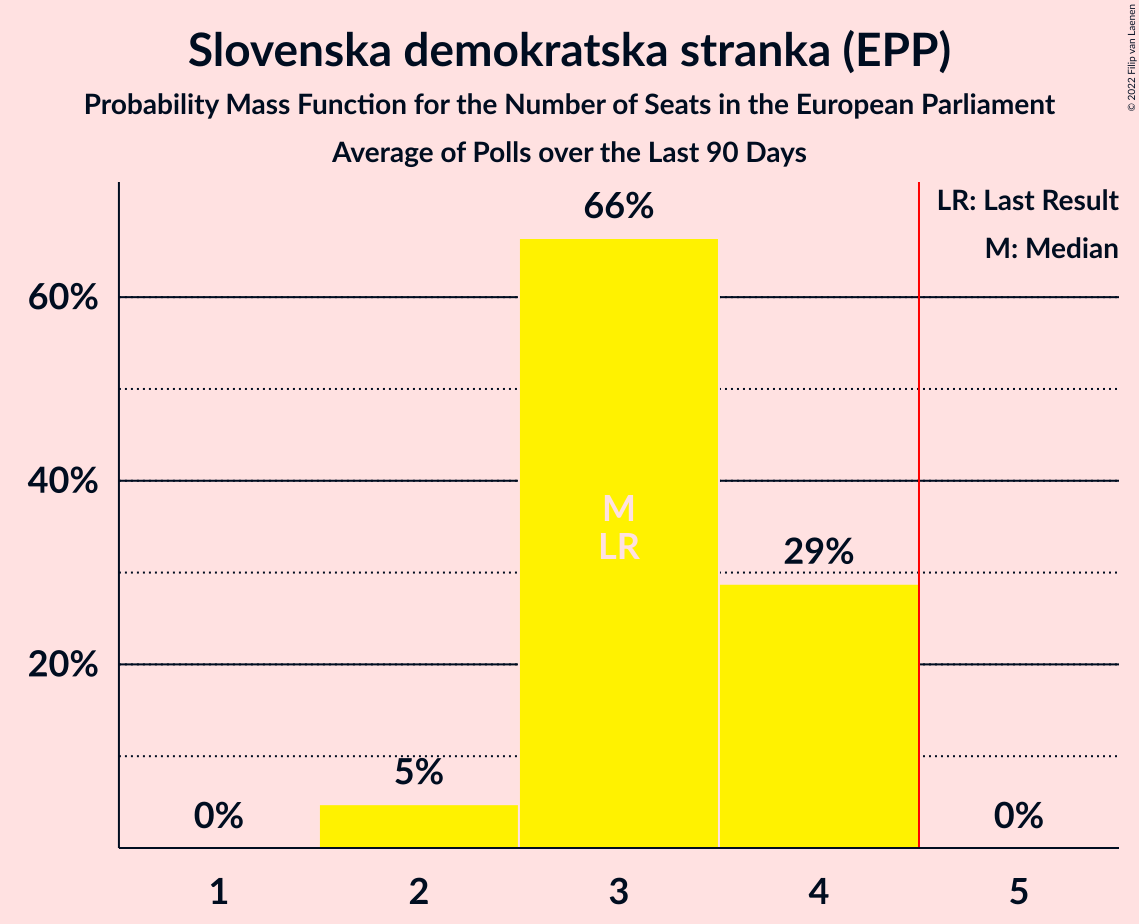 Slovenska demokratska stranka (EPP)
Probability Mass Function for the Number of Seats in the European Parliament
Average of Polls over the Last 90 Days
© 2022 Filip van Laenen
LR: Last Result
M: Median
66%
60%
40%
M
LR
29%
20%
5%
0%
0%
1 2 3 4 5